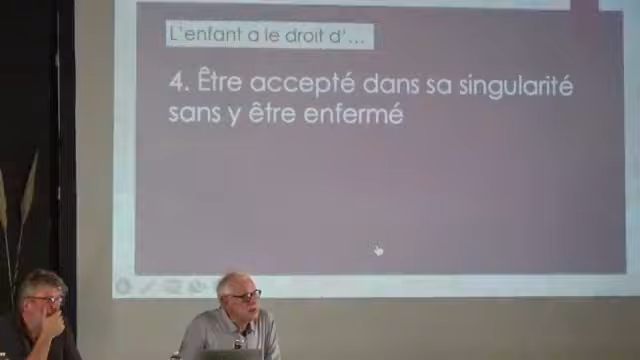 L'enfant a le droit d'...
4. Être accepté dans sa singularité
sans y être enfermé